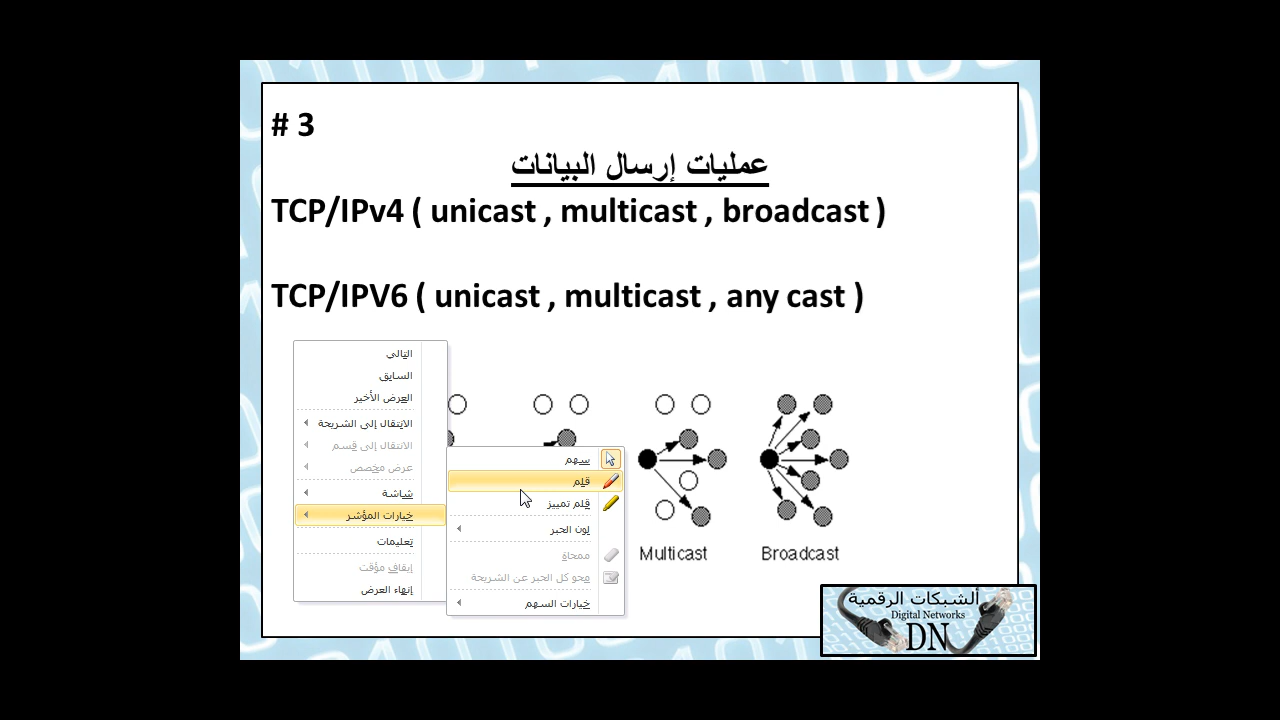 # 3
عمليات إرسال البيانات
TCP/IPv4 ( unicast , multicast , broadcast )
TCP/IPV6 ( unicast , multicast , any cast )
التالي
السابق
العرض الأخير
الانتقال إلى الشريحة
الانتقال إلى قسم
عرض مخصص
شاشة
خيارات المؤشر
تعليمات
إيقاف مؤقت
إنهاء العرض
سهم
قلم
قلم تمييز
لون الحبر
ممحاة
محو كل الحبر عن الشريحة
خيارات السهم
Multicast
Broadcast
ألشبكات الرقمية
Digital Networks
DN